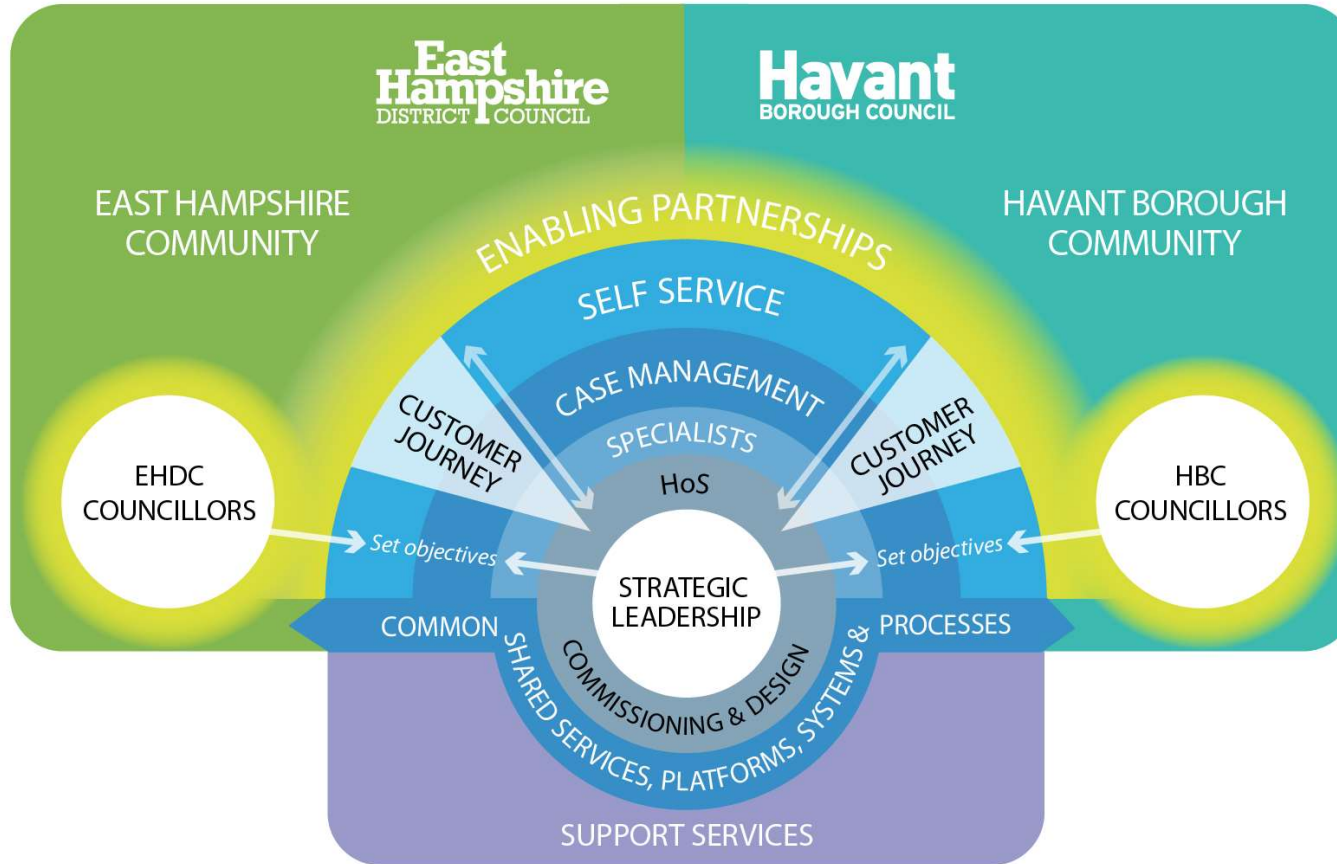 East
Hampshire
DISTRICT COUNCIL
Havant
BOROUGH COUNCIL
EAST HAMPSHIRE
COMMUNITY
HAVANT BOROUGH
COMMUNITY
ENABLING PARTNERSHIPS
SELF SERVICE
CASE MANAGEMENT
SPECIALISTS
HoS
CUSTOMER
JOURNEY
CUSTOMER
JOURNEY
EHDC
COUNCILLORS
HBC
COUNCILLORS
Set objectives
Set objectives
STRATEGIC
LEADERSHIP
COMMISSIONING & DESIGN
COMMON
SHARED SERVICES, PLATFORMS, SYSTEMS &
PROCESSES
SUPPORT SERVICES